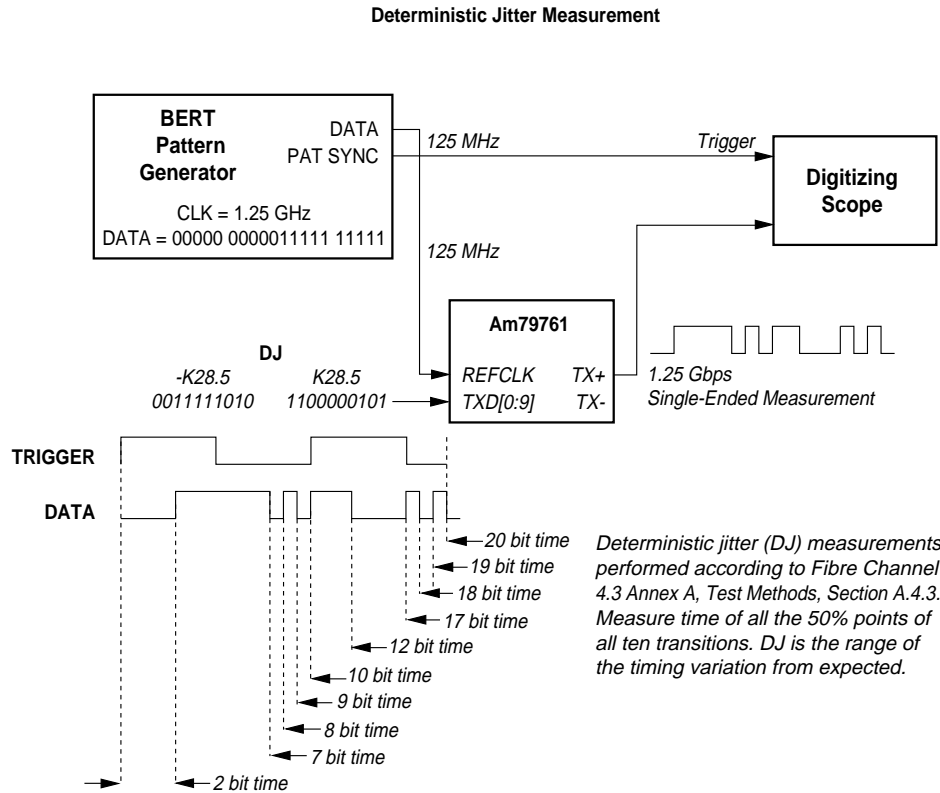 Deterministic Jitter Measurement
BERT
Pattern
Generator
DATA
PAT SYNC
CLK = 1.25 GHz
DATA = 00000 0000011111 11111
125 MHz
Trigger
Digitizing
Scope
125 MHz
Am79761
REFCLK TX+
TXD[0:9] TX-
DJ
-K28.5 K28.5
0011111010 1100000101
1.25 Gbps
Single-Ended Measurement
TRIGGER
DATA
20 bit time
19 bit time
18 bit time
17 bit time
12 bit time
10 bit time
9 bit time
8 bit time
7 bit time
2 bit time
Deterministic jitter (DJ) measurements
performed according to Fibre Channel
4.3 Annex A, Test Methods, Section A.4.3.
Measure time of all the 50% points of
all ten transitions. DJ is the range of
the timing variation from expected.